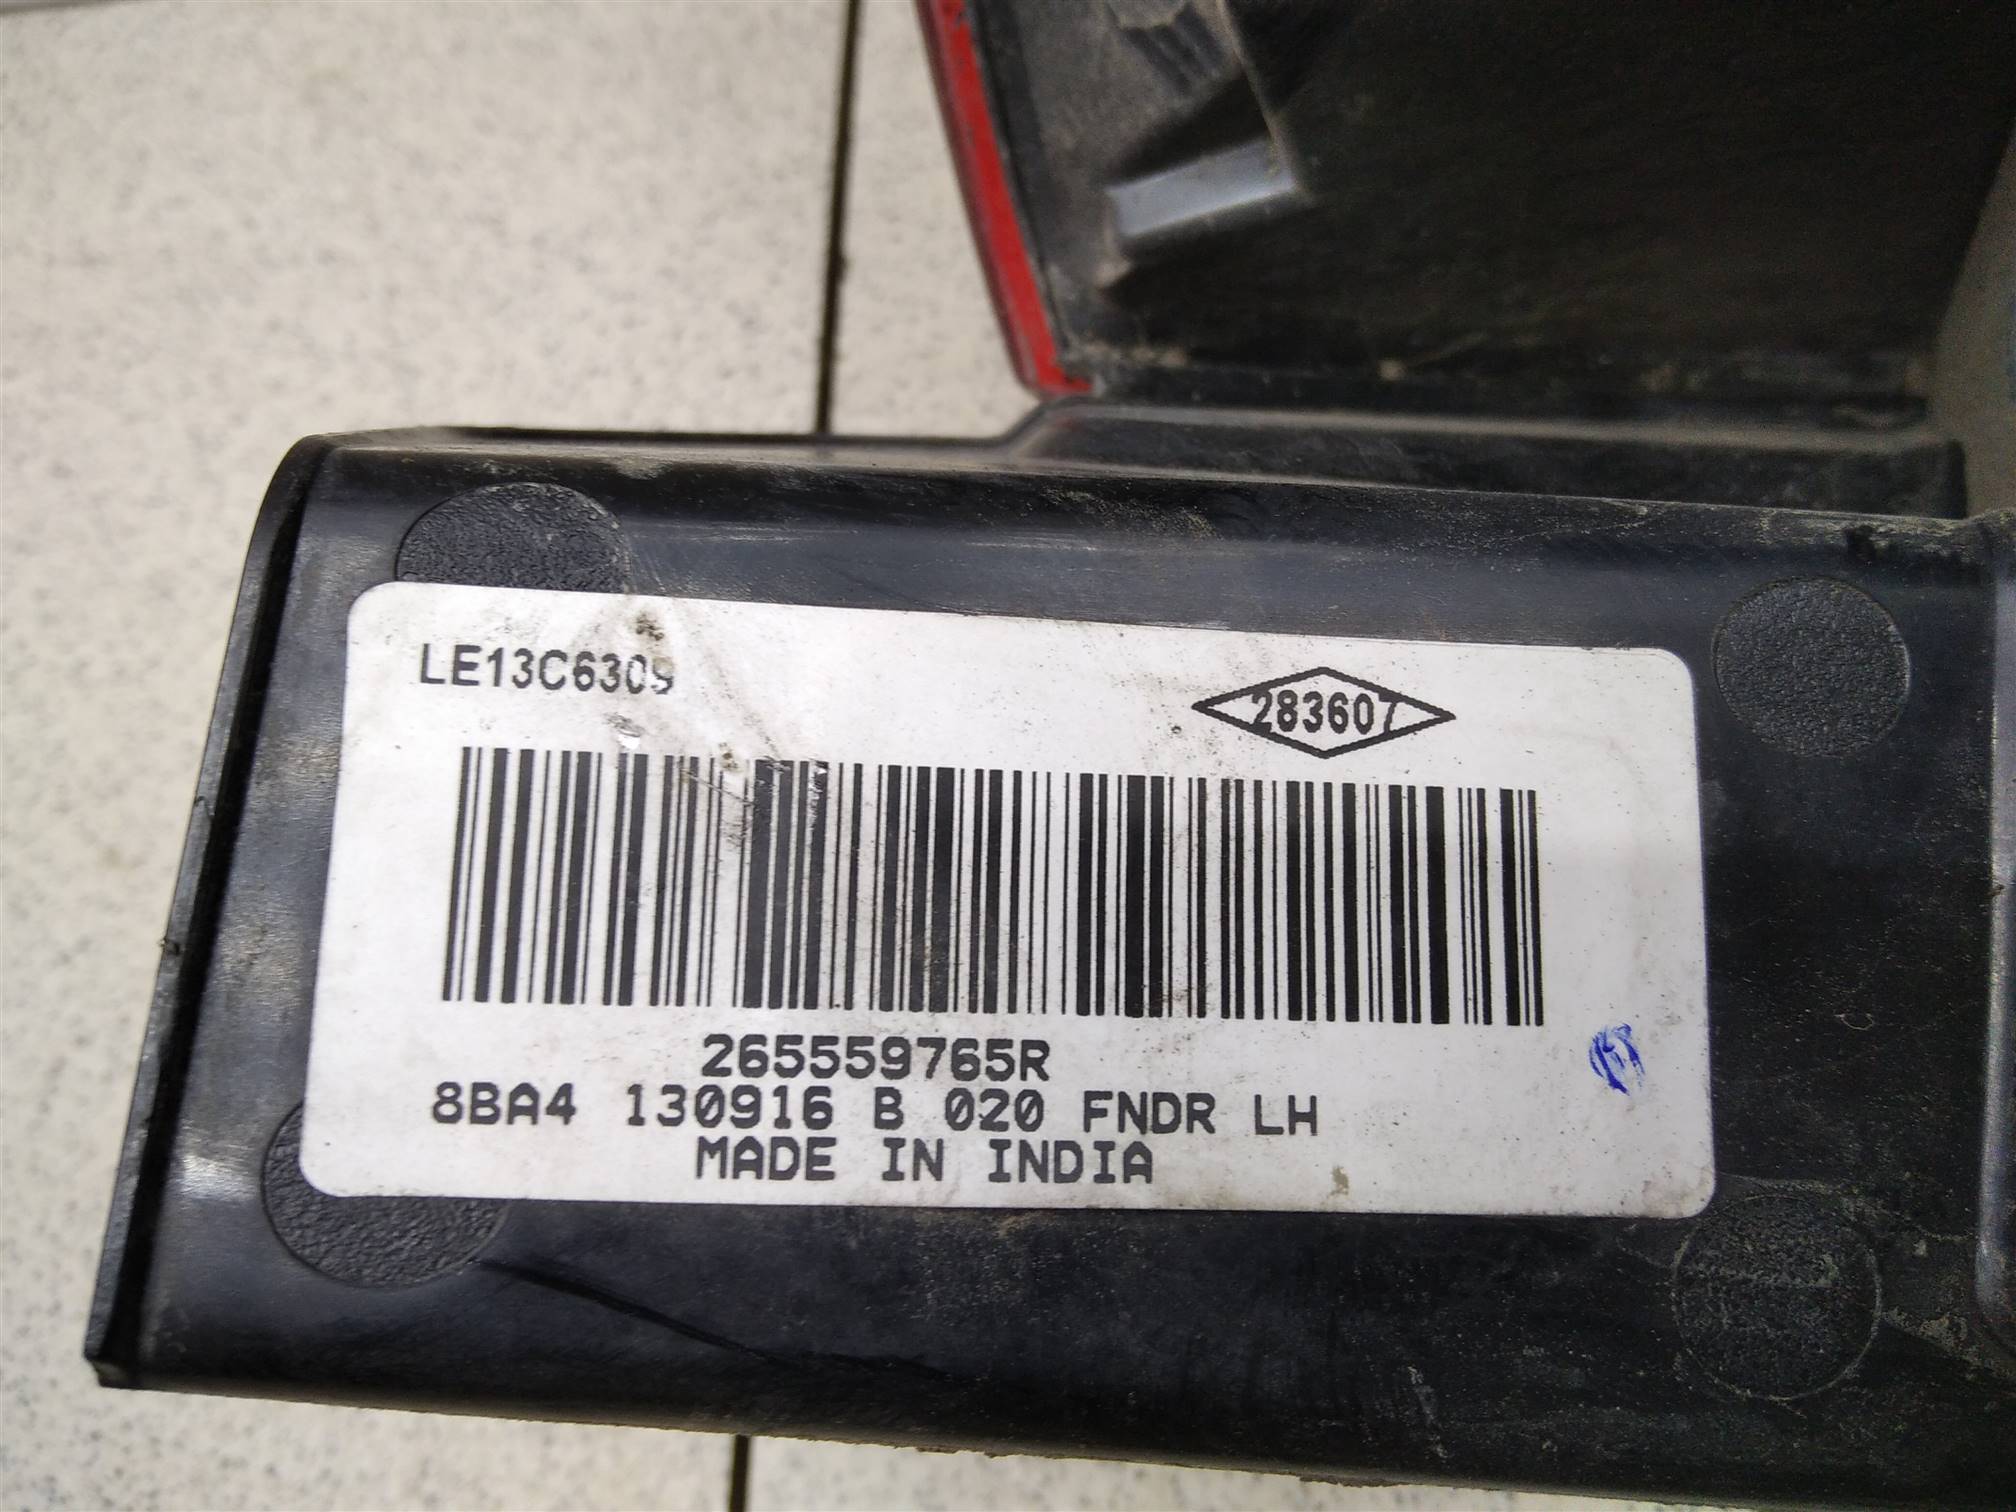 LE13C6309
283607
265559765R
8BA4 130916 B 020 FNDR LH
MADE IN INDIA